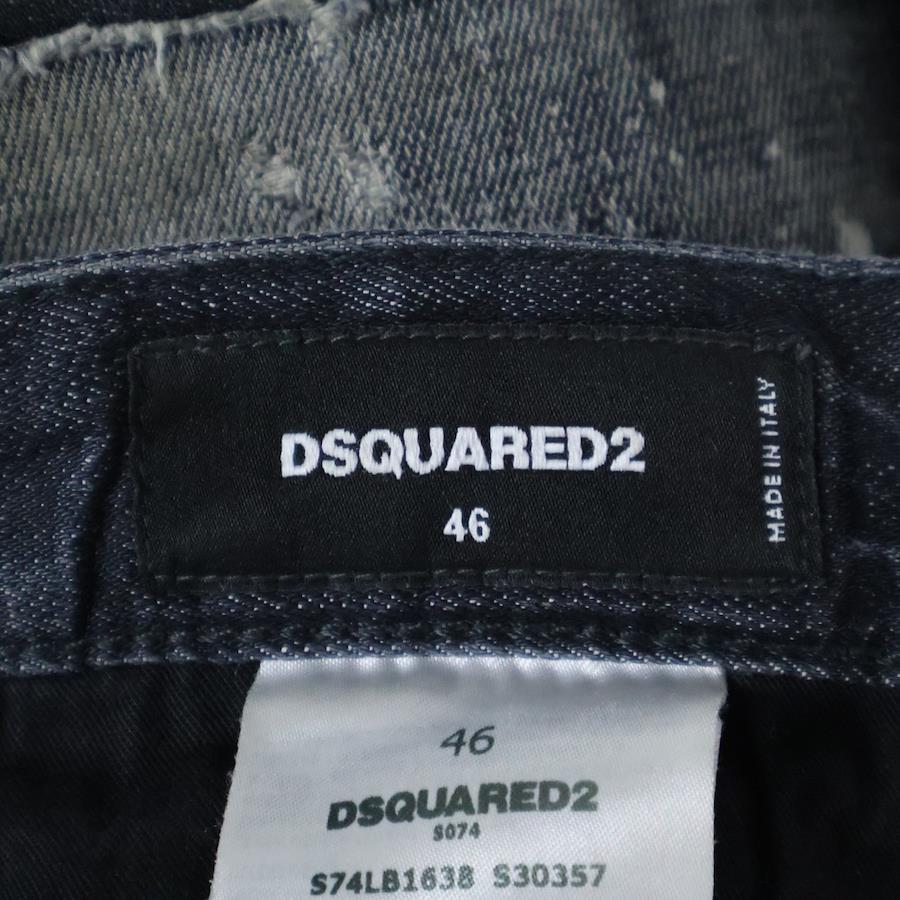 DSQUARED2
46
MADE IN ITALY
46
DSQUARED2
S074
S74LB1638 S30357